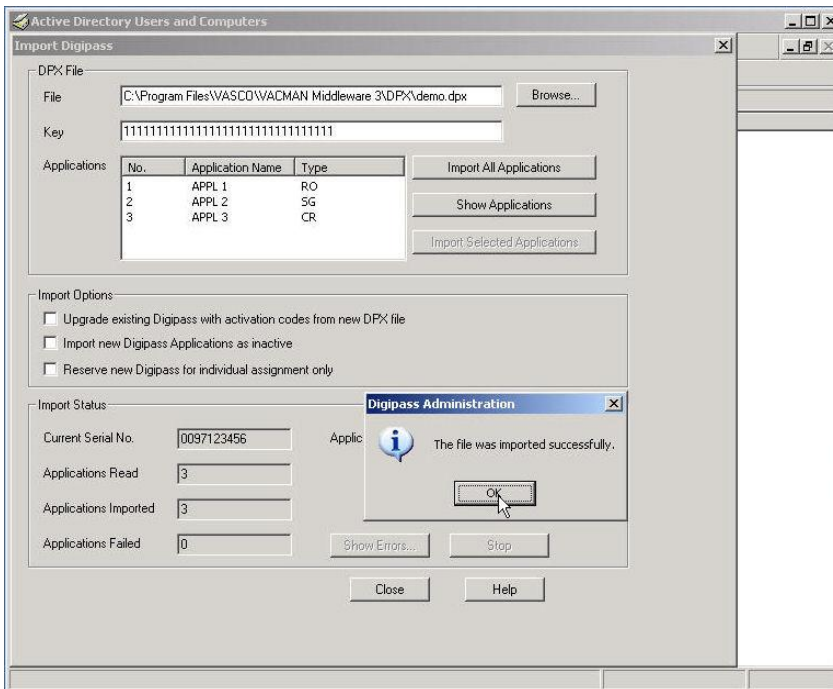 Active Directory Users and Computers
Import Digipass
DPX File
File C:\Program Files\VASCO\VACMAN Middleware 3\DPX\demo.dpx Browse...
Key 11111111111111111111111111111111
Applications No. Application Name Type Import All Applications
1 APPL 1 RO
2 APPL 2 SG Show Applications
3 APPL 3 CR
Import Selected Applications
Import Options
Upgrade existing Digipass with activation codes from new DPX file
Import new Digipass Applications as inactive
Reserve new Digipass for individual assignment only
Import Status
Digipass Administration
Current Serial No. 0097123456 Applic
The file was imported successfully.
Applications Read 3
OK
Applications Imported 3
Applications Failed 0 Show Errors... Stop
Close Help